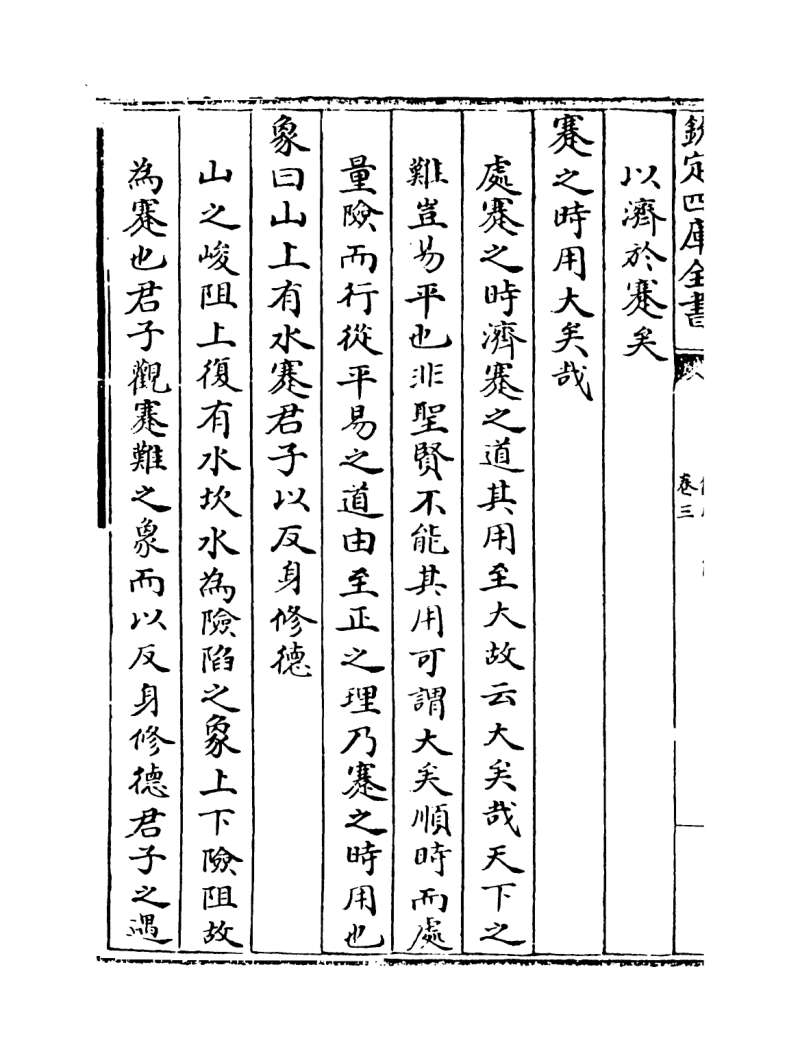 欽定四庫全書
卷三
以濟於蹇矣
蹇之時用大矣哉
處蹇之時濟蹇之道其用至大故云大矣哉天下之
難豈易平也非聖賢不能其用可謂大矣順時而處
量險而行從平易之道由至正之理乃蹇之時用也
象曰山上有水蹇君子以反身修德
山之峻阻上復有水坎水為險陷之象上下險阻故
為蹇也君子觀蹇難之象而以反身修德君子之遇